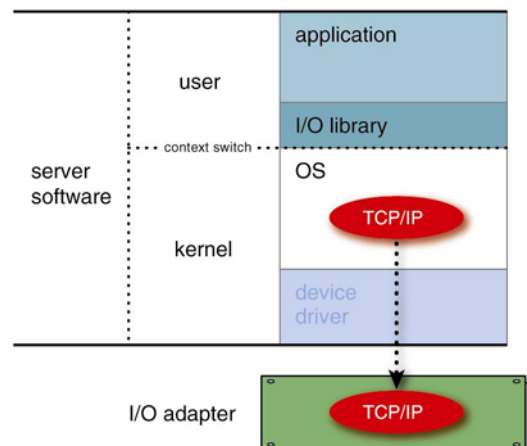 application
user
I/O library
context switch
server
software
OS
TCP/IP
kernel
device
driver
I/O adapter
TCP/IP